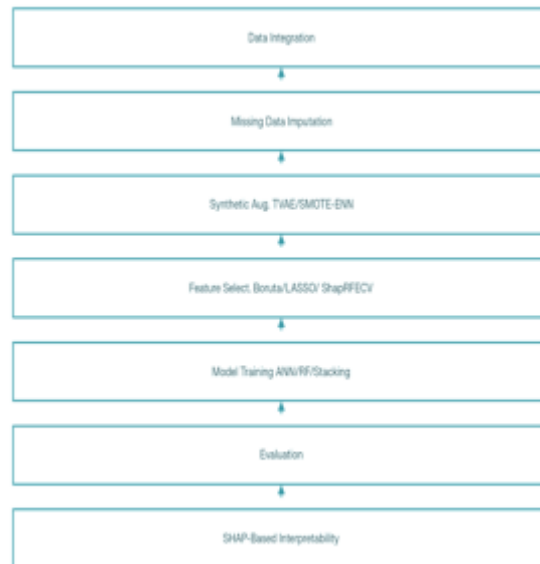 Data Integration
Missing Data Imputation
Synthetic Aug. TVAE/SMOTE-ENN
Feature Select. Boruta/LASSO/ ShapRFECV
Model Training ANN/RF/Stacking
Evaluation
SHAP-Based Interpretability